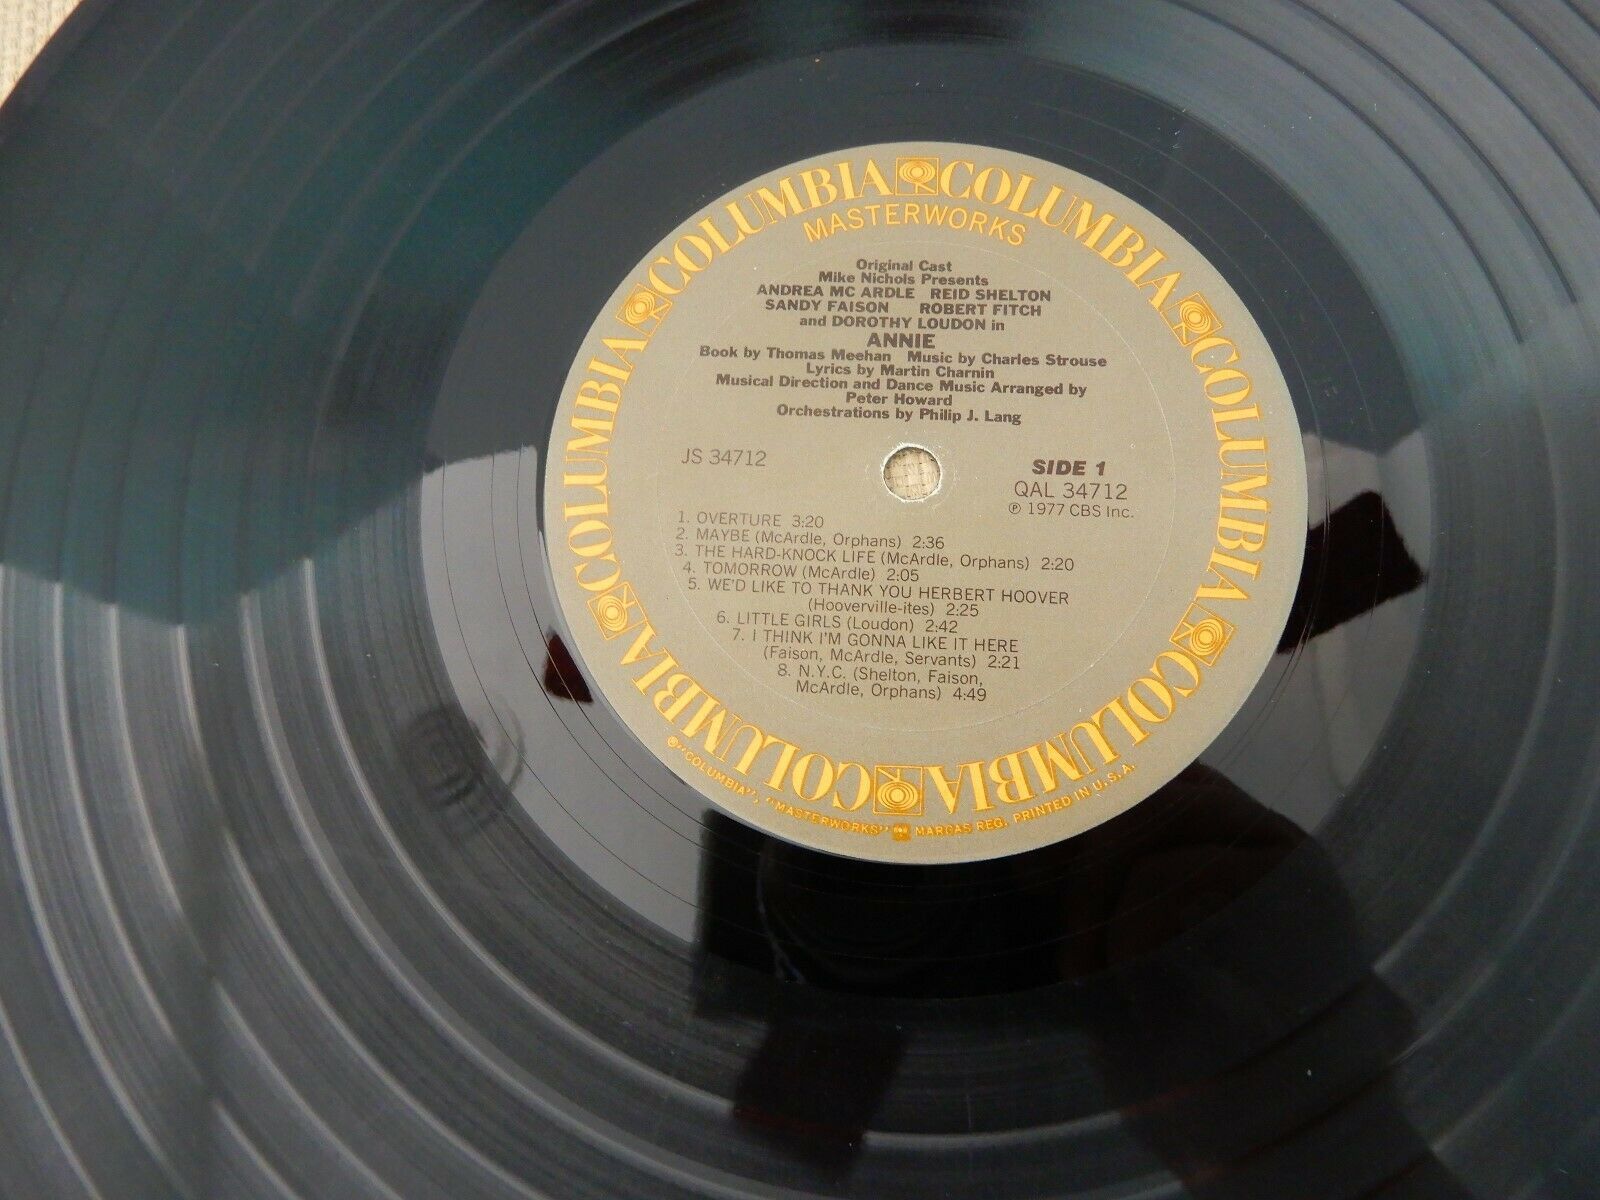 COLUMBIA COLUMBIA COLUMBIA COLUMBIA COLUMBIA COLUMBIA COLUMBIA COLUMBIA
MASTERWORKS
Original Cast
Mike Nichols Presents
ANDREA MC ARDLE REID SHELTON
SANDY FAISON ROBERT FITCH
and DOROTHY LOUDON in
ANNIE
Book by Thomas Meehan Music by Charles Strouse
Lyrics by Martin Charnin
Musical Direction and Dance Music Arranged by
Peter Howard
Orchestrations by Philip J. Lang
JS 34712
SIDE 1
QAL 34712
℗ 1977 CBS Inc.
1. OVERTURE 3:20
2. MAYBE (McArdle, Orphans) 2:36
3. THE HARD-KNOCK LIFE (McArdle, Orphans) 2:20
4. TOMORROW (McArdle) 2:05
5. WE'D LIKE TO THANK YOU HERBERT HOOVER
(Hooverville-ites) 2:25
6. LITTLE GIRLS (Loudon) 2:42
7. I THINK I'M GONNA LIKE IT HERE
(Faison, McArdle, Servants) 2:21
8. N.Y.C. (Shelton, Faison,
McArdle, Orphans) 4:49
®"COLUMBIA", "MASTERWORKS" MARCAS REG. PRINTED IN U.S.A.